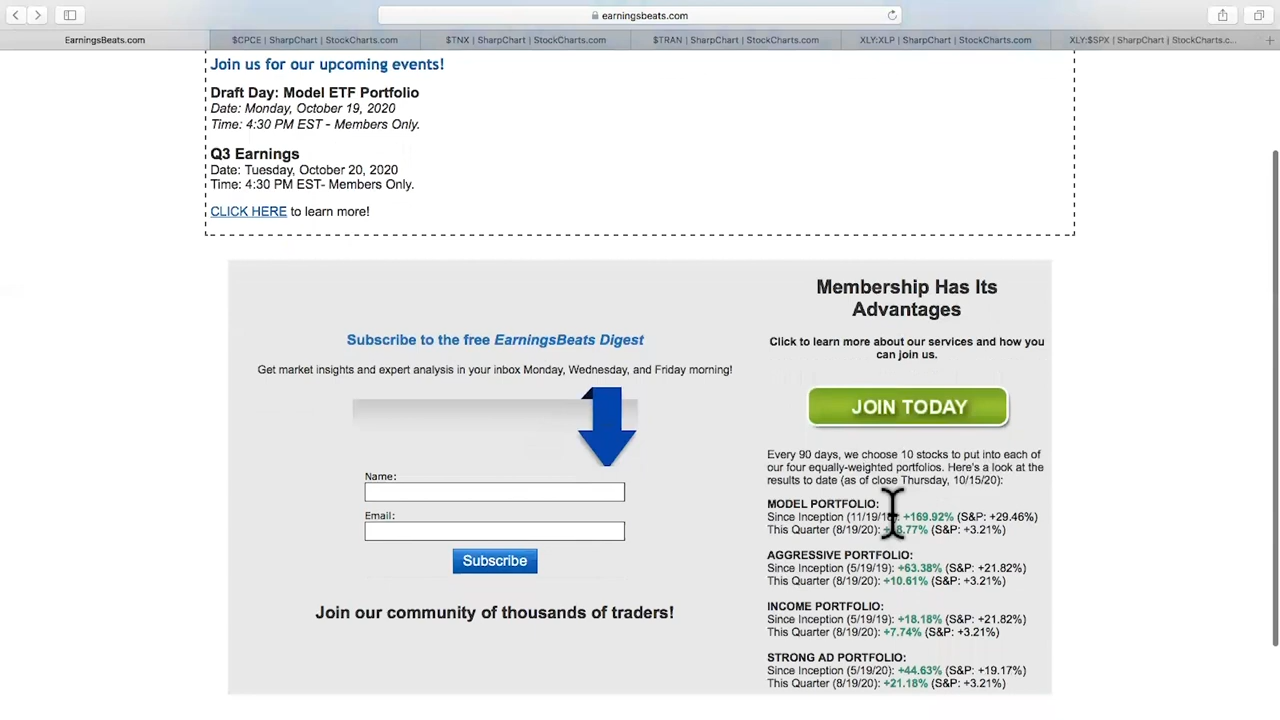 earningsbeats.com
EarningsBeats.com
$CPCE | SharpChart | StockCharts.com
$TNX | SharpChart | StockCharts.com
$TRAN | SharpChart | StockCharts.com
XLY:XLP | SharpChart | StockCharts.com
XLY:$SPX | SharpChart | StockCharts.c...
Join us for our upcoming events!
Draft Day: Model ETF Portfolio
Date: Monday, October 19, 2020
Time: 4:30 PM EST - Members Only.
Q3 Earnings
Date: Tuesday, October 20, 2020
Time: 4:30 PM EST- Members Only.
CLICK HERE to learn more!
Subscribe to the free EarningsBeats Digest
Get market insights and expert analysis in your inbox Monday, Wednesday, and Friday morning!
Name:
Email:
Subscribe
Join our community of thousands of traders!
Membership Has Its
Advantages
Click to learn more about our services and how you
can join us.
JOIN TODAY
Every 90 days, we choose 10 stocks to put into each of
our four equally-weighted portfolios. Here's a look at the
results to date (as of close Thursday, 10/15/20):
MODEL PORTFOLIO:
Since Inception (11/19/18): +169.92% (S&P: +29.46%)
This Quarter (8/19/20): (S&P: +3.21%)
AGGRESSIVE PORTFOLIO:
Since Inception (5/19/19): +63.38% (S&P: +21.82%)
This Quarter (8/19/20): +10.61% (S&P: +3.21%)
INCOME PORTFOLIO:
Since Inception (5/19/19): +18.18% (S&P: +21.82%)
This Quarter (8/19/20): +7.74% (S&P: +3.21%)
STRONG AD PORTFOLIO:
Since Inception (5/19/19): +44.63% (S&P: +19.17%)
This Quarter (8/19/20): +21.18% (S&P: +3.21%)